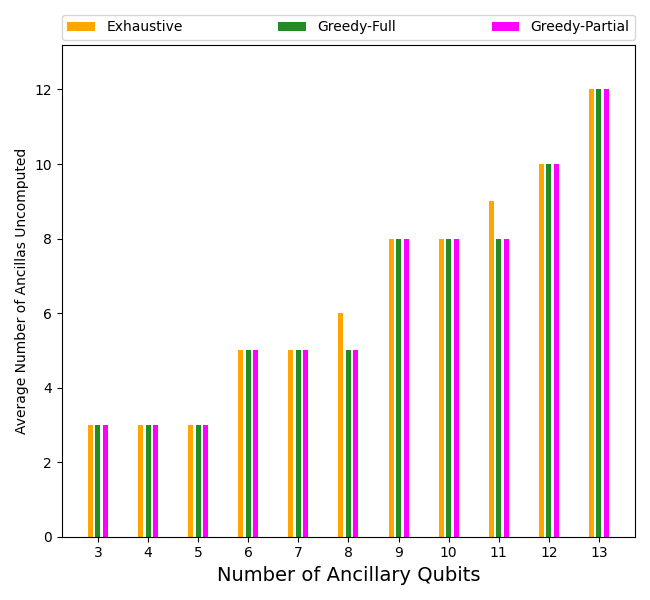 Exhaustive Greedy-Full Greedy-Partial
Average Number of Ancillas Uncomputed
12
10
8
6
4
2
0
3 4 5 6 7 8 9 10 11 12 13
Number of Ancillary Qubits